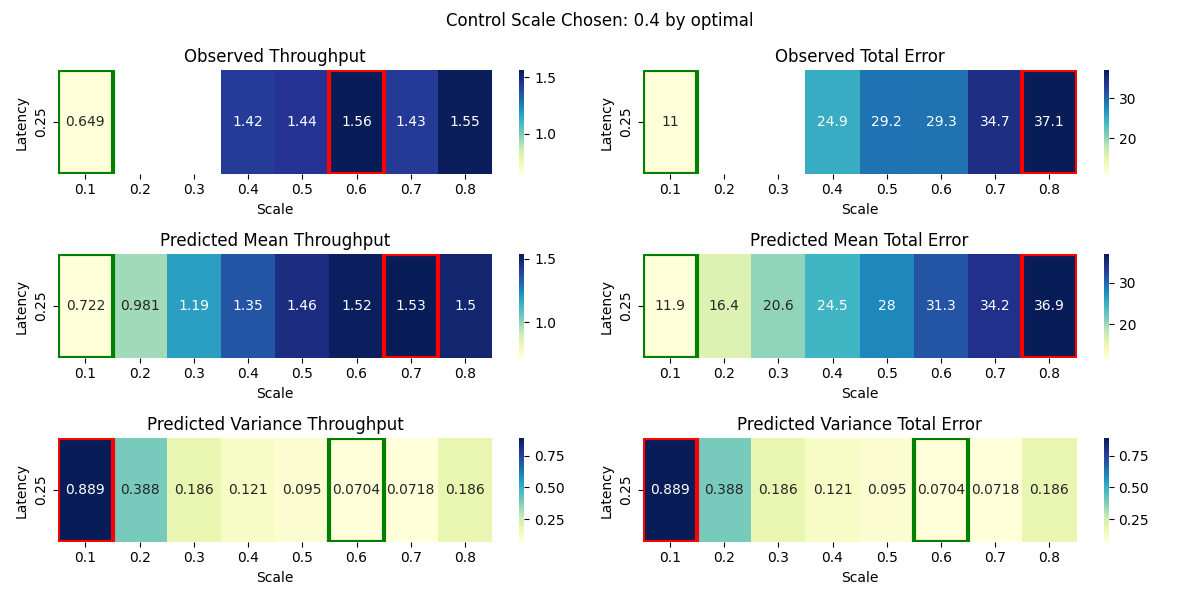 Control Scale Chosen: 0.4 by optimal
Observed Throughput
Latency
0.25
0.649 1.42 1.44 1.56 1.43 1.55
1.5
1.0
0.1 0.2 0.3 0.4 0.5 0.6 0.7 0.8
Scale
Observed Total Error
Latency
0.25
11 24.9 29.2 29.3 34.7 37.1
30
20
0.1 0.2 0.3 0.4 0.5 0.6 0.7 0.8
Scale
Predicted Mean Throughput
Latency
0.25
0.722 0.981 1.19 1.35 1.46 1.52 1.53 1.5
1.5
1.0
0.1 0.2 0.3 0.4 0.5 0.6 0.7 0.8
Scale
Predicted Mean Total Error
Latency
0.25
11.9 16.4 20.6 24.5 28 31.3 34.2 36.9
30
20
0.1 0.2 0.3 0.4 0.5 0.6 0.7 0.8
Scale
Predicted Variance Throughput
Latency
0.25
0.889 0.388 0.186 0.121 0.095 0.0704 0.0718 0.186
0.75
0.50
0.25
0.1 0.2 0.3 0.4 0.5 0.6 0.7 0.8
Scale
Predicted Variance Total Error
Latency
0.25
0.889 0.388 0.186 0.121 0.095 0.0704 0.0718 0.186
0.75
0.50
0.25
0.1 0.2 0.3 0.4 0.5 0.6 0.7 0.8
Scale